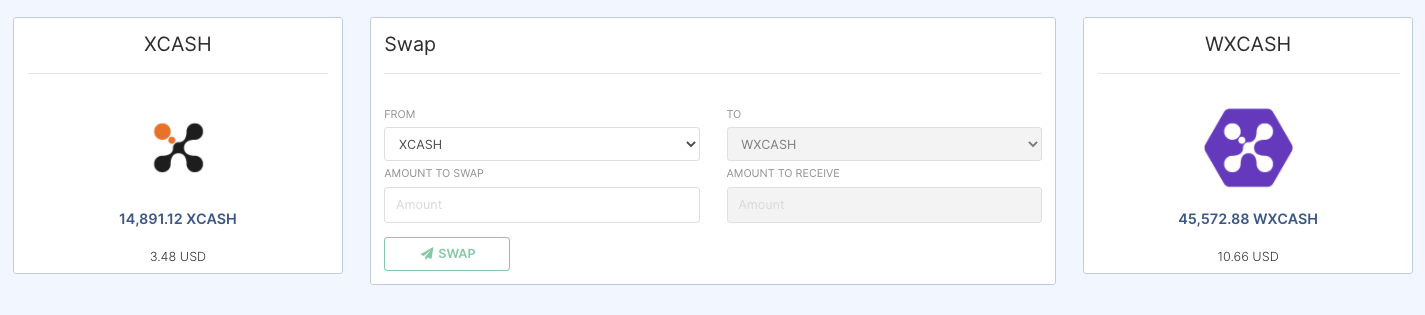 XCASH
14,891.12 XCASH
3.48 USD
Swap
FROM
XCASH
TO
WXCASH
AMOUNT TO SWAP
Amount
AMOUNT TO RECEIVE
Amount
SWAP
WXCASH
45,572.88 WXCASH
10.66 USD